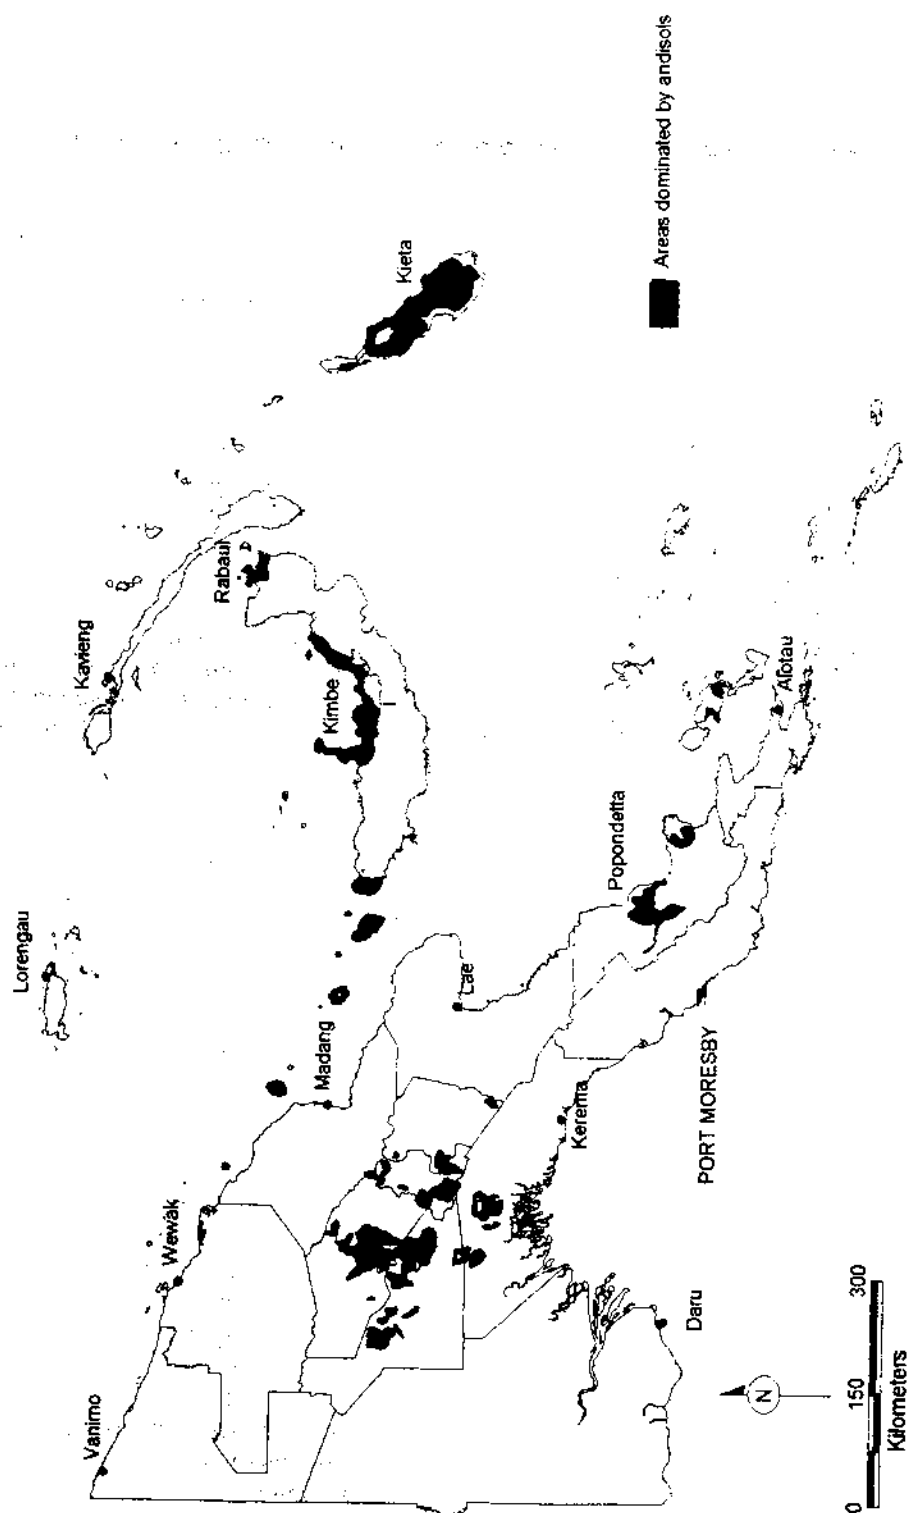 Lorengau
Kavieng
Rabaul
Kieta
Vanimo
Wewak
Madang
Kimbe
Lae
Popondetta
Alotau
Kerema
PORT MORESBY
Daru
Areas dominated by andisols
N
0 150 300
Kilometers